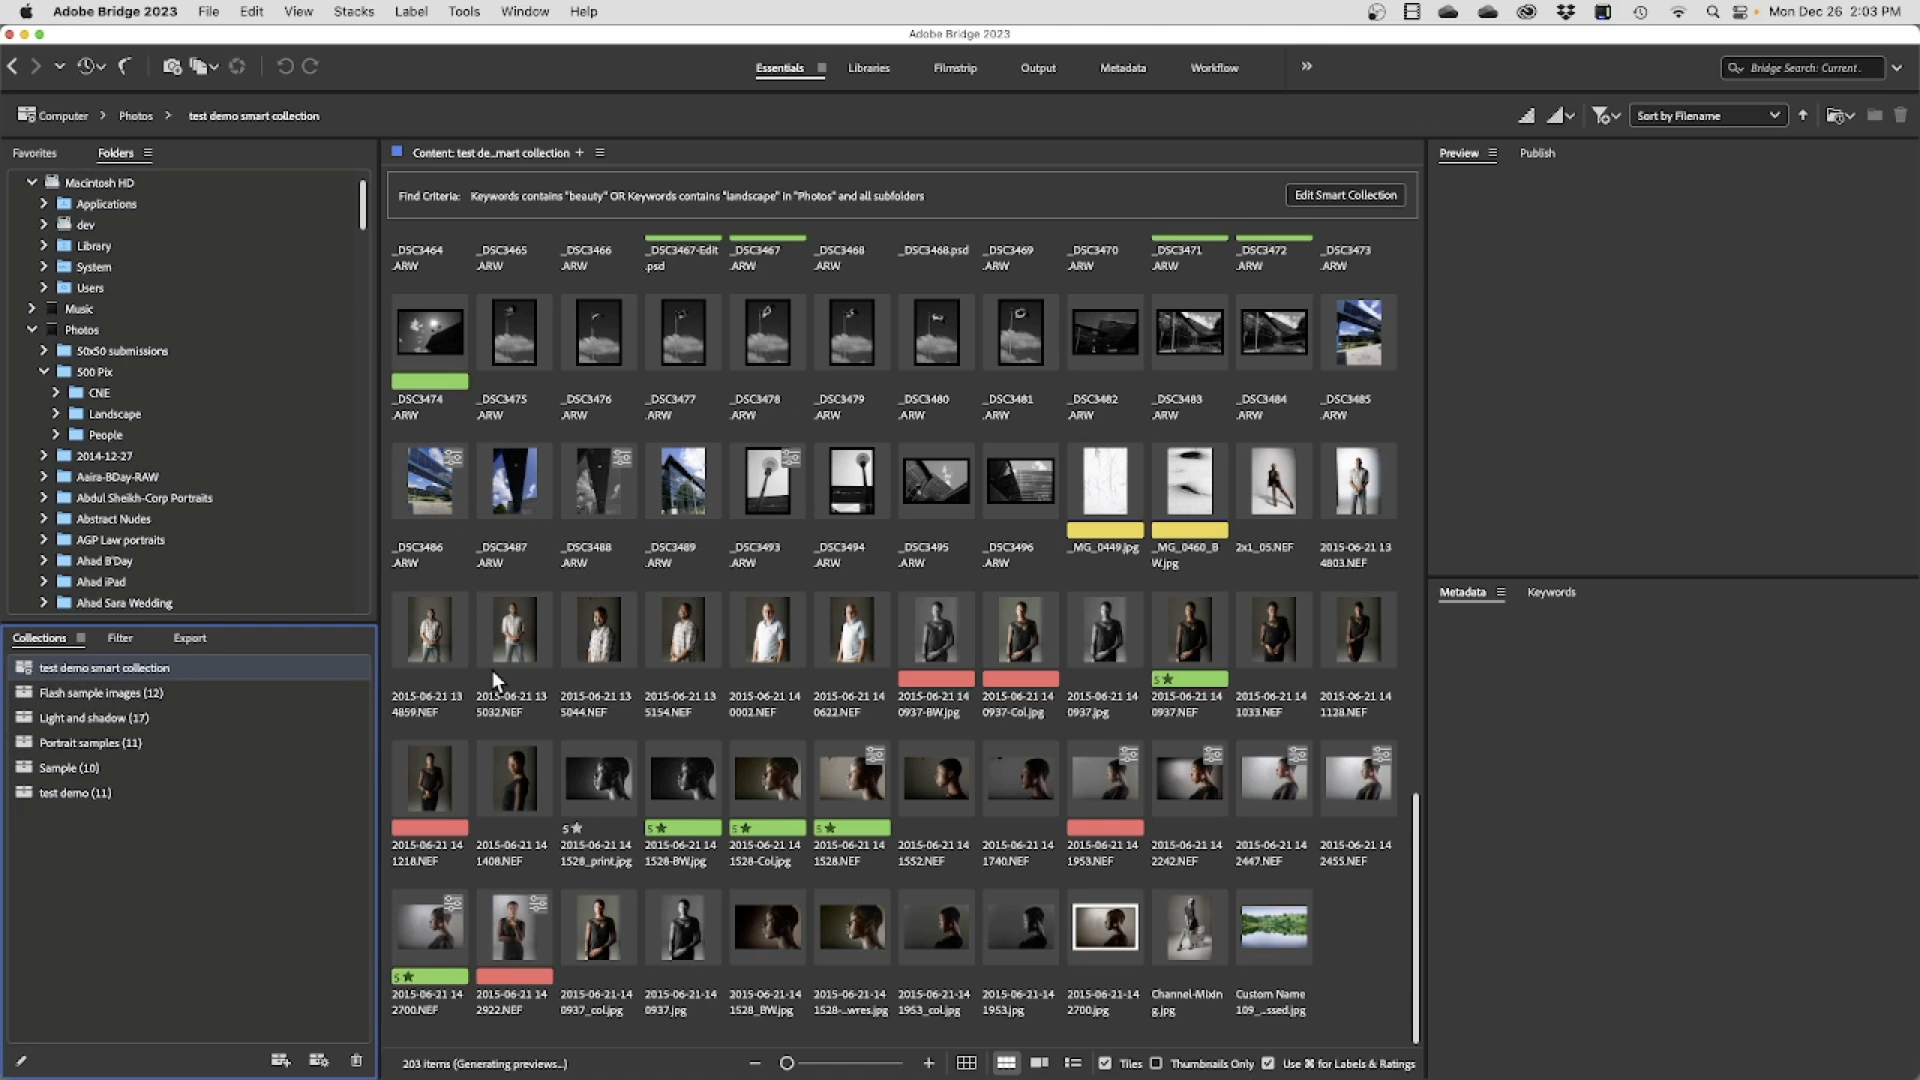 Adobe Bridge 2023 File Edit View Stacks Label Tools Window Help Mon Dec 26 2:03 PM
Adobe Bridge 2023
Essentials Libraries Filmstrip Output Metadata Workflow Bridge Search: Current .
Computer Photos test demo smart collection Sort by Filename
Favorites Folders
Macintosh HD
Applications
dev
Library
System
Users
Music
Photos
50x50 submissions
500 Pix
CNE
Landscape
People
2014-12-27
Aaira-BDay-RAW
Abdul Sheikh-Corp Portraits
Abstract Nudes
AGP Law portraits
Ahad B'Day
Ahad iPad
Ahad Sara Wedding
Collections Filter Export
test demo smart collection
Flash sample images (12)
Light and shadow (17)
Portrait samples (11)
Sample (10)
test demo (11)
Content: test de...mart collection
Find Criteria: Keywords contains "beauty" OR Keywords contains "landscape" in "Photos" and all subfolders Edit Smart Collection
_DSC3464 _DSC3465 _DSC3466 _DSC3467-Edit _DSC3467 _DSC3468 _DSC3468.psd _DSC3469 _DSC3470 _DSC3471 _DSC3472 _DSC3473
.ARW .ARW .ARW .psd .ARW .ARW .ARW .ARW .ARW .ARW .ARW
_DSC3474 _DSC3475 _DSC3476 _DSC3477 _DSC3478 _DSC3479 _DSC3480 _DSC3481 _DSC3482 _DSC3483 _DSC3484 _DSC3485
.ARW .ARW .ARW .ARW .ARW .ARW .ARW .ARW .ARW .ARW .ARW .ARW
_DSC3486 _DSC3487 _DSC3488 _DSC3489 _DSC3493 _DSC3494 _DSC3495 _DSC3496 _MG_0449.jpg _MG_0460_B 2x1_05.NEF 2015-06-21 13
.ARW .ARW .ARW .ARW .ARW .ARW .ARW .ARW W.jpg 4803.NEF
5
2015-06-21 13 2015-06-21 13 2015-06-21 13 2015-06-21 13 2015-06-21 14 2015-06-21 14 2015-06-21 14 2015-06-21 14 2015-06-21 14 2015-06-21 14 2015-06-21 14 2015-06-21 14
4859.NEF 5032.NEF 5044.NEF 5154.NEF 0002.NEF 0622.NEF 0937-BW.jpg 0937-Col.jpg 0937.jpg 0937.NEF 1033.NEF 1128.NEF
5 5 5 5
2015-06-21 14 2015-06-21 14 2015-06-21 14 2015-06-21 14 2015-06-21 14 2015-06-21 14 2015-06-21 14 2015-06-21 14 2015-06-21 14 2015-06-21 14 2015-06-21 14 2015-06-21 14
1218.NEF 1408.NEF 1528_print.jpg 1528-BW.jpg 1528-Col.jpg 1528.NEF 1552.NEF 1740.NEF 1953.NEF 2242.NEF 2447.NEF 2455.NEF
5
2015-06-21 14 2015-06-21 14 2015-06-21-14 2015-06-21-14 2015-06-21-14 2015-06-21-14 2015-06-21-14 2015-06-21-14 2015-06-21-14 Channel-Mixin Custom Name
2700.NEF 2922.NEF 0937_col.jpg 0937.jpg 1528_BW.jpg 1528-...wres.jpg 1953_col.jpg 1953.jpg 2700.jpg g.jpg 109_...ssed.jpg
203 items (Generating previews...) Tiles Thumbnails Only Use ⌘ for Labels & Ratings
Preview Publish
Metadata Keywords